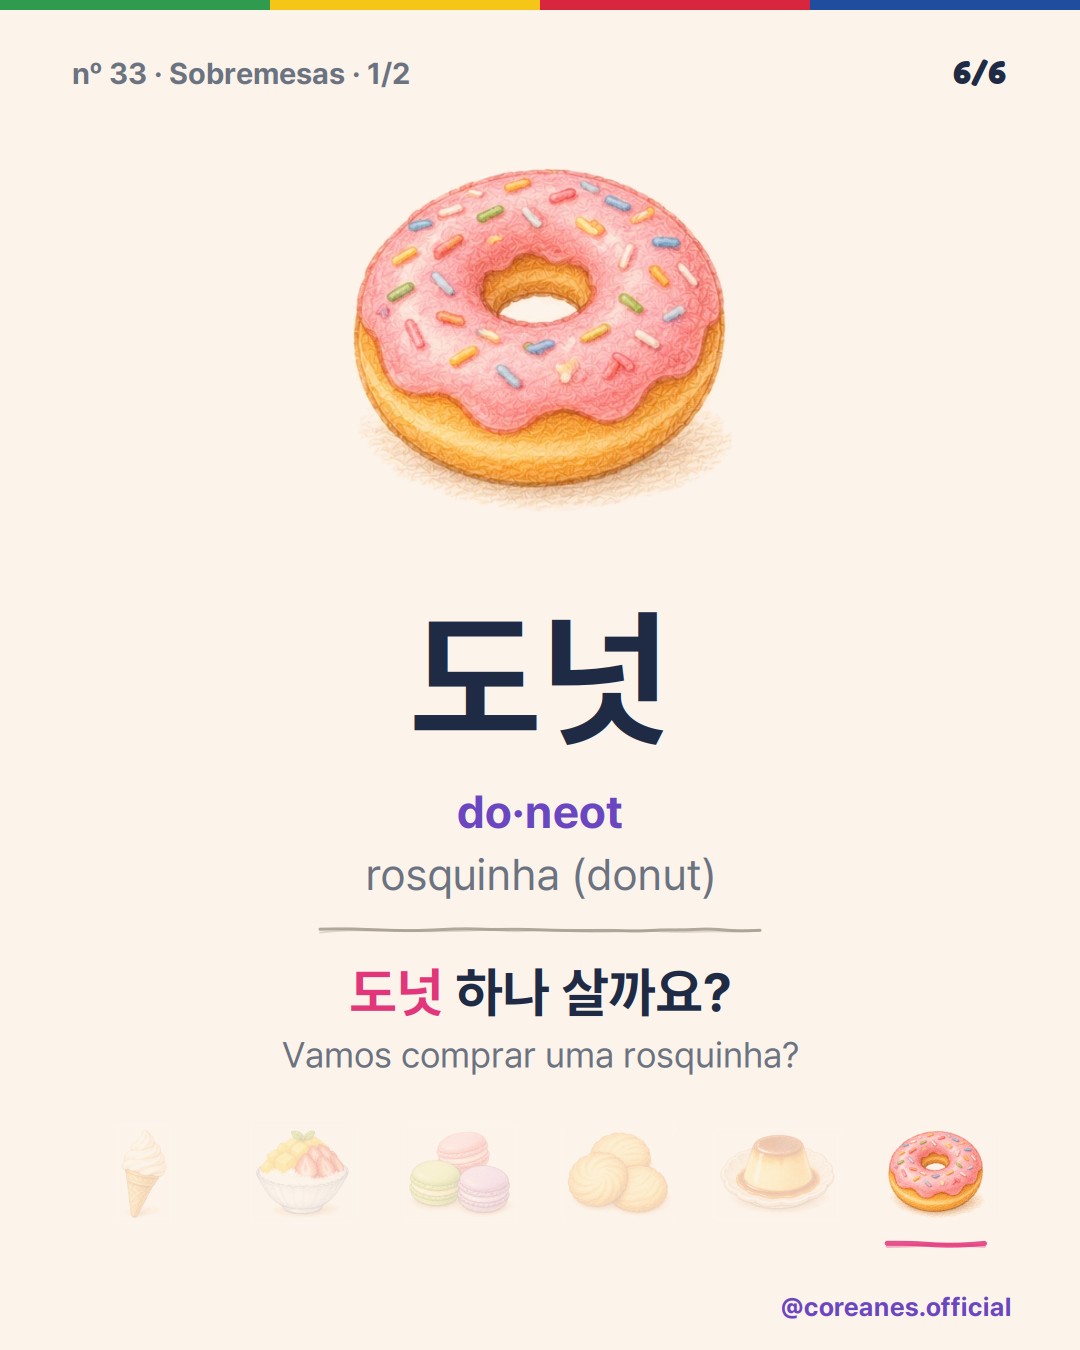 nº 33 · Sobremesas · 1/2
6/6
도넛
do·neot
rosquinha (donut)
도넛 하나 살까요?
Vamos comprar uma rosquinha?
@coreanes.official